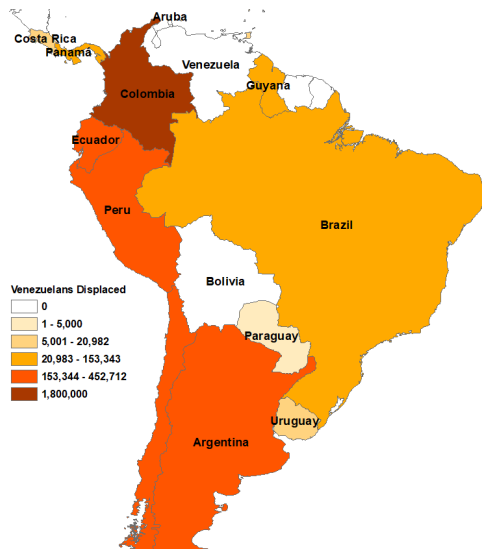 Aruba
Costa Rica
Panamá
Venezuela
Guyana
Colombia
Ecuador
Peru
Brazil
Bolivia
Venezuelans Displaced
0
1 - 5,000
5,001 - 20,982
20,983 - 153,343
153,344 - 452,712
1,800,000
Paraguay
Uruguay
Argentina